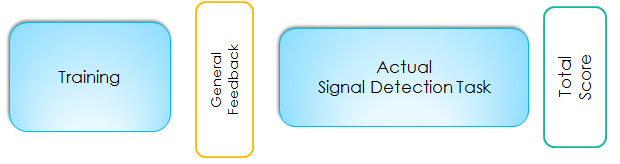 Training
General
Feedback
Actual
Signal Detection Task
Total
Score